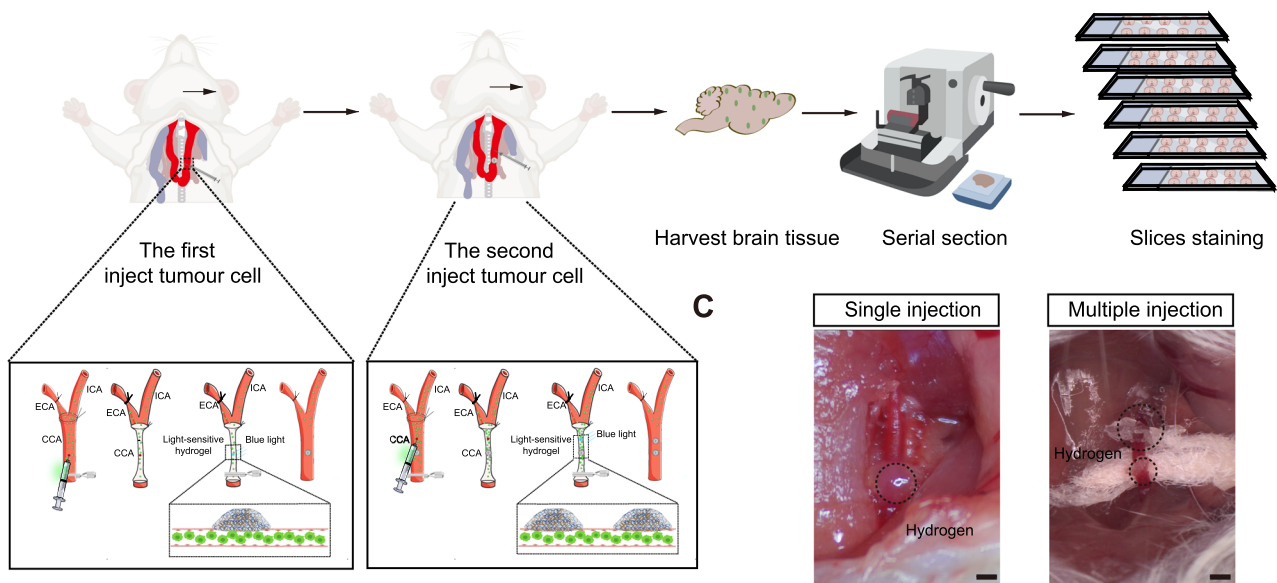 The first
inject tumour cell
The second
inject tumour cell
Harvest brain tissue
Serial section
Slices staining
C
Single injection
Multiple injection
Hydrogen
Hydrogen
ICA
ECA
CCA
ICA
ECA
CCA
ICA
ECA
Light-sensitive
hydrogel
Blue light
ICA
ECA
CCA
ICA
ECA
CCA
ICA
ECA
Light-sensitive
hydrogel
Blue light